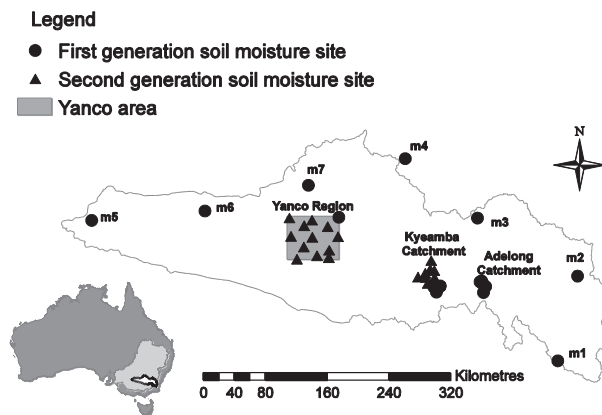 Legend
First generation soil moisture site
Second generation soil moisture site
Yanco area
N
m4
m7
m5
m6
Yanco Region
m3
Kyeamba
Catchment
Adelong
Catchment
m2
m1
Kilometres
0 40 80 160 240 320